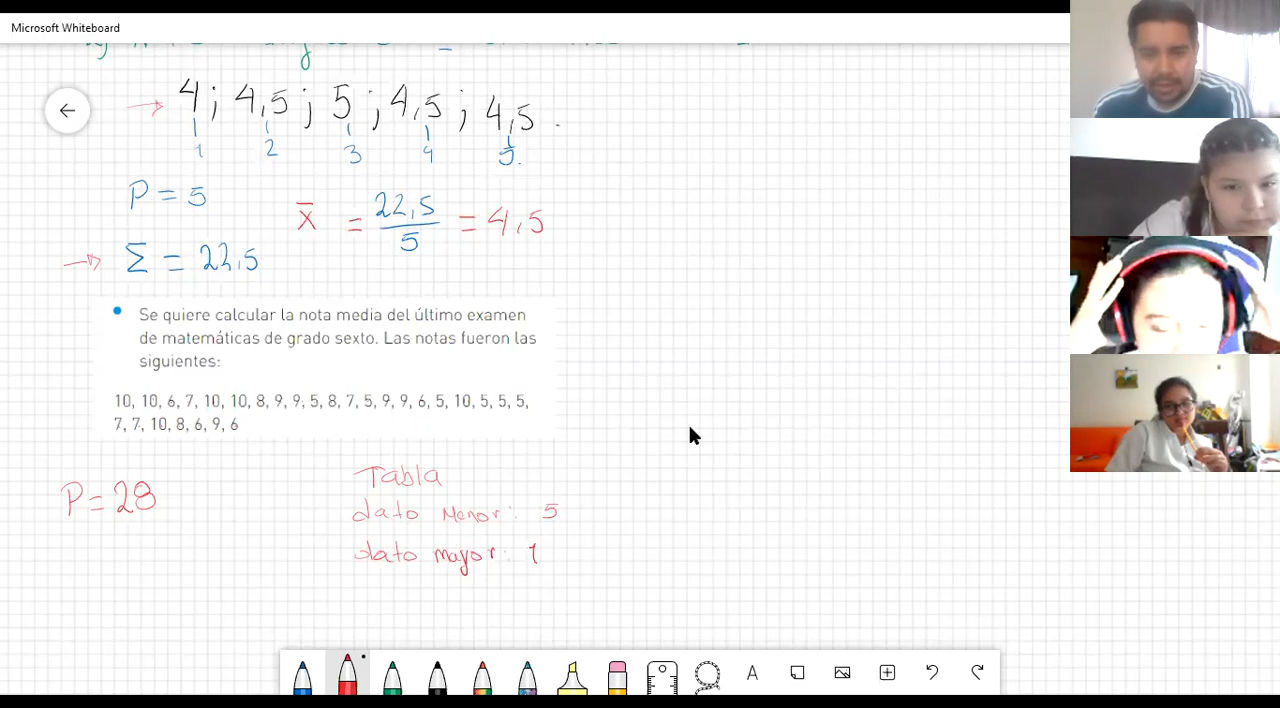 Microsoft Whiteboard
4 ; 4,5 ; 5 ; 4,5 ; 4,5 .
1 2 3 4 5.
P = 5
x̄ = 22,5 / 5 = 4,5
Σ = 22,5
Se quiere calcular la nota media del último examen
de matemáticas de grado sexto. Las notas fueron las
siguientes:
10, 10, 6, 7, 10, 10, 8, 9, 9, 5, 8, 7, 5, 9, 9, 6, 5, 10, 5, 5, 5,
7, 7, 10, 8, 6, 9, 6
P = 28
Tabla
dato Menor: 5
dato mayor: 1
A